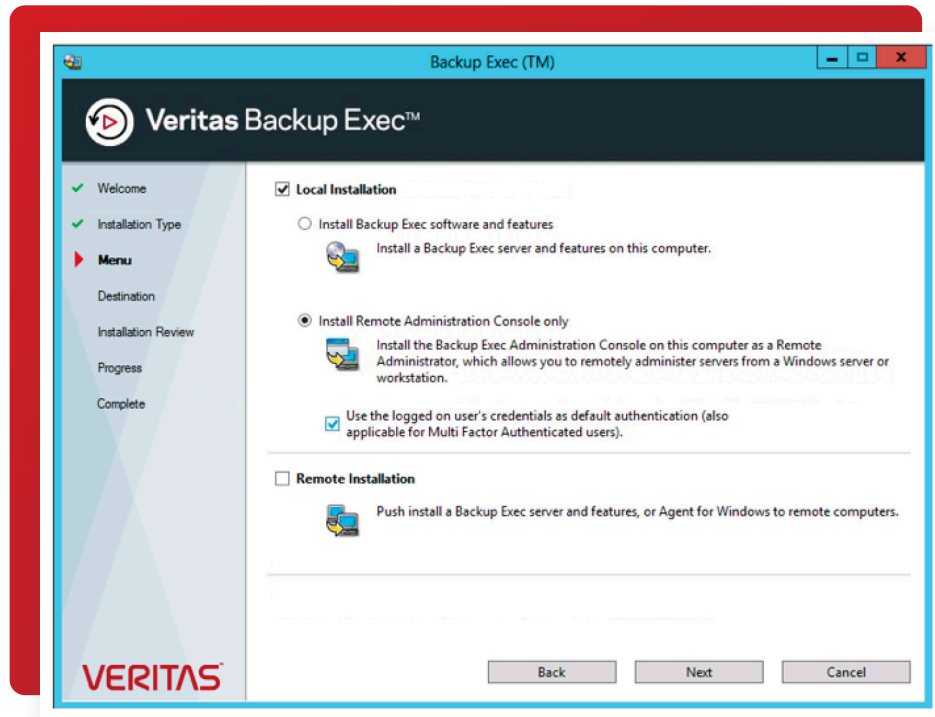 Backup Exec (TM)
Veritas Backup Exec™
Welcome
Installation Type
Menu
Destination
Installation Review
Progress
Complete
Local Installation
Install Backup Exec software and features
Install a Backup Exec server and features on this computer.
Install Remote Administration Console only
Install the Backup Exec Administration Console on this computer as a Remote
Administrator, which allows you to remotely administer servers from a Windows server or
workstation.
Use the logged on user's credentials as default authentication (also
applicable for Multi Factor Authenticated users).
Remote Installation
Push install a Backup Exec server and features, or Agent for Windows to remote computers.
VERITAS
Back
Next
Cancel